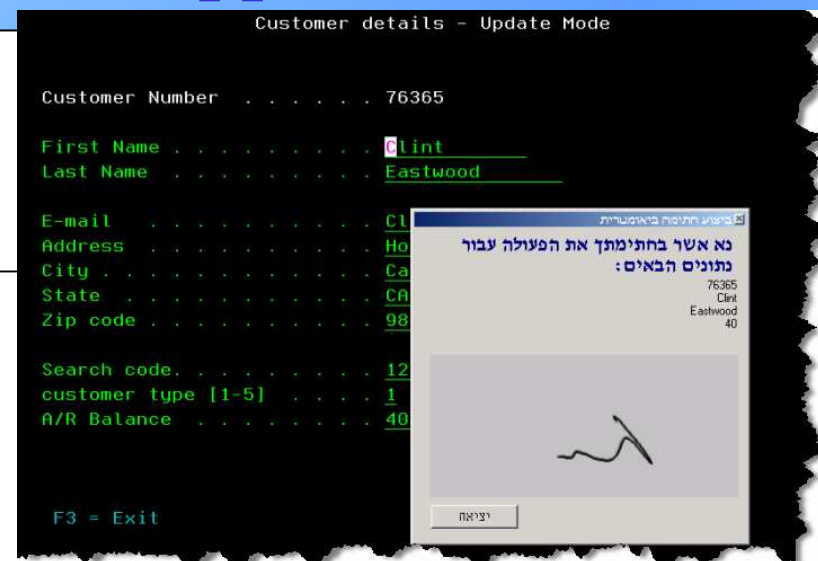 Customer details - Update Mode
Customer Number . . . . . . 76365
First Name . . . . . . . . . Clint
Last Name . . . . . . . . . Eastwood
E-mail . . . . . . . . . . Cl
Address . . . . . . . . . . Ho
City . . . . . . . . . . . . Ca
State . . . . . . . . . . . CA
Zip code . . . . . . . . . . 98
Search code. . . . . . . . . 12
customer type [1-5] . . . . 1
A/R Balance . . . . . . . . 40
F3 = Exit
ביצוע חתימה ביאומטרית
נא אשר בחתימתך את הפעולה עבור
נתונים הבאים:
76365
Clint
Eastwood
40
יציאה